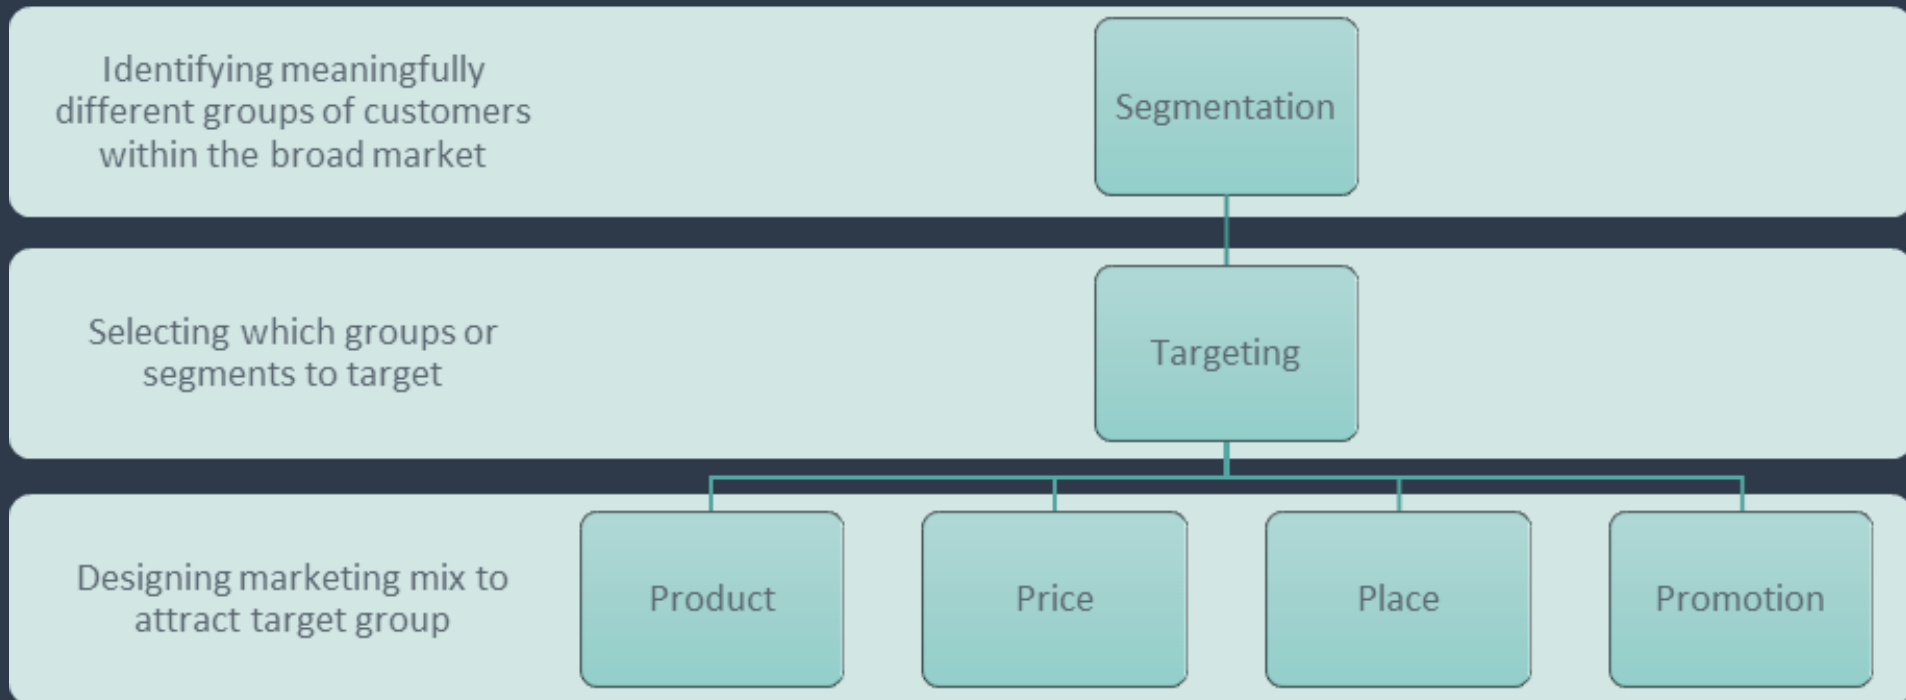 Identifying meaningfully
different groups of customers
within the broad market
Segmentation
Selecting which groups or
segments to target
Targeting
Designing marketing mix to
attract target group
Product
Price
Place
Promotion